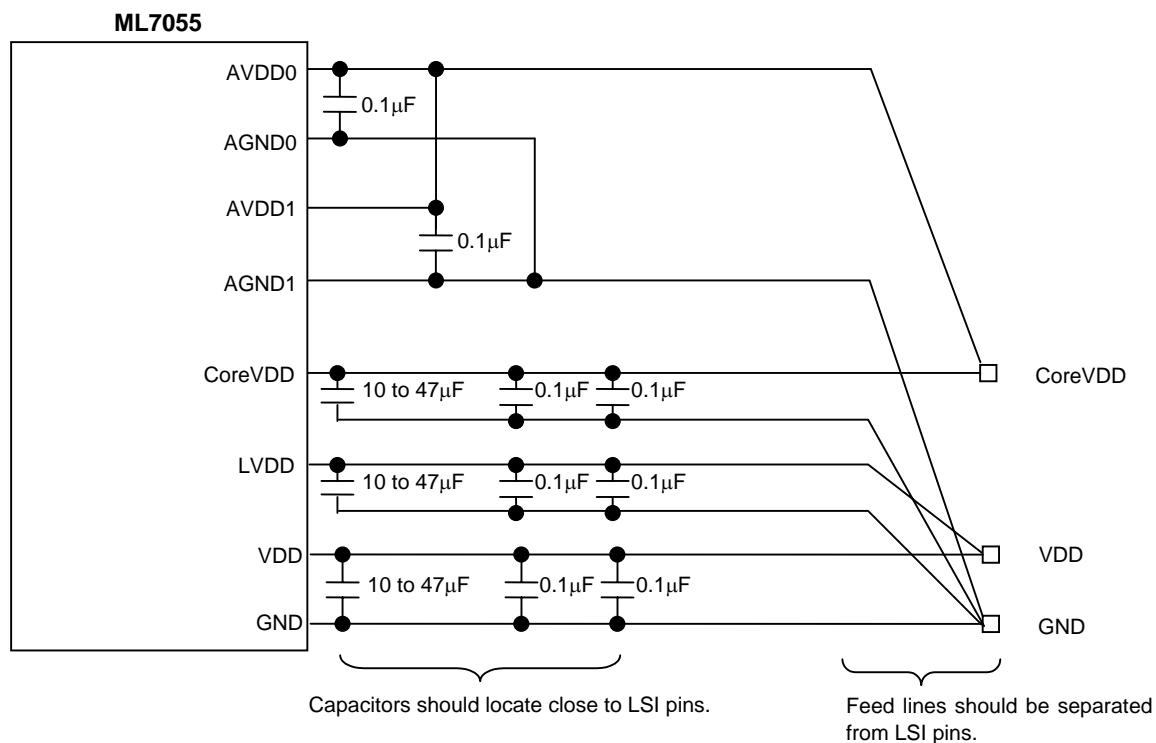 ML7055
AVDD0
0.1μF
AGND0
AVDD1
0.1μF
AGND1
CoreVDD
10 to 47μF
0.1μF
0.1μF
CoreVDD
LVDD
10 to 47μF
0.1μF
0.1μF
VDD
10 to 47μF
0.1μF
0.1μF
VDD
GND
GND
Capacitors should locate close to LSI pins.
Feed lines should be separated
from LSI pins.